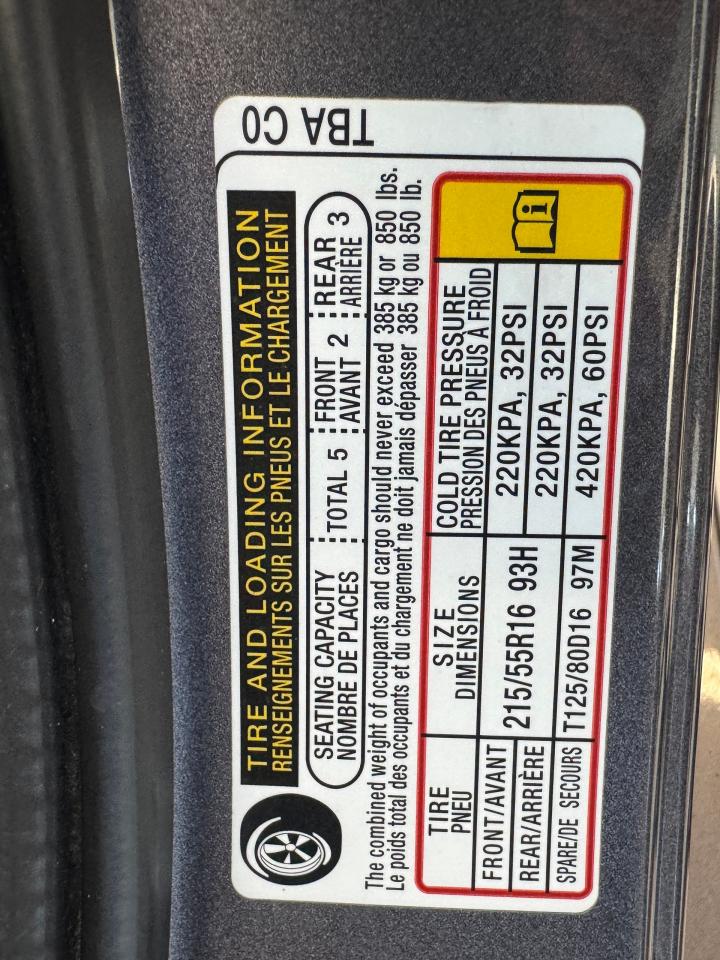 TBA C0
TIRE AND LOADING INFORMATION
RENSEIGNEMENTS SUR LES PNEUS ET LE CHARGEMENT
SEATING CAPACITY TOTAL 5 FRONT 2 REAR 3
NOMBRE DE PLACES AVANT ARRIÈRE
The combined weight of occupants and cargo should never exceed 385 kg or 850 lbs.
Le poids total des occupants et du chargement ne doit jamais dépasser 385 kg ou 850 lb.
TIRE SIZE COLD TIRE PRESSURE
PNEU DIMENSIONS PRESSION DES PNEUS À FROID
FRONT/AVANT 215/55R16 93H 220KPA, 32PSI
REAR/ARRIÈRE 220KPA, 32PSI
SPARE/DE SECOURS T125/80D16 97M 420KPA, 60PSI